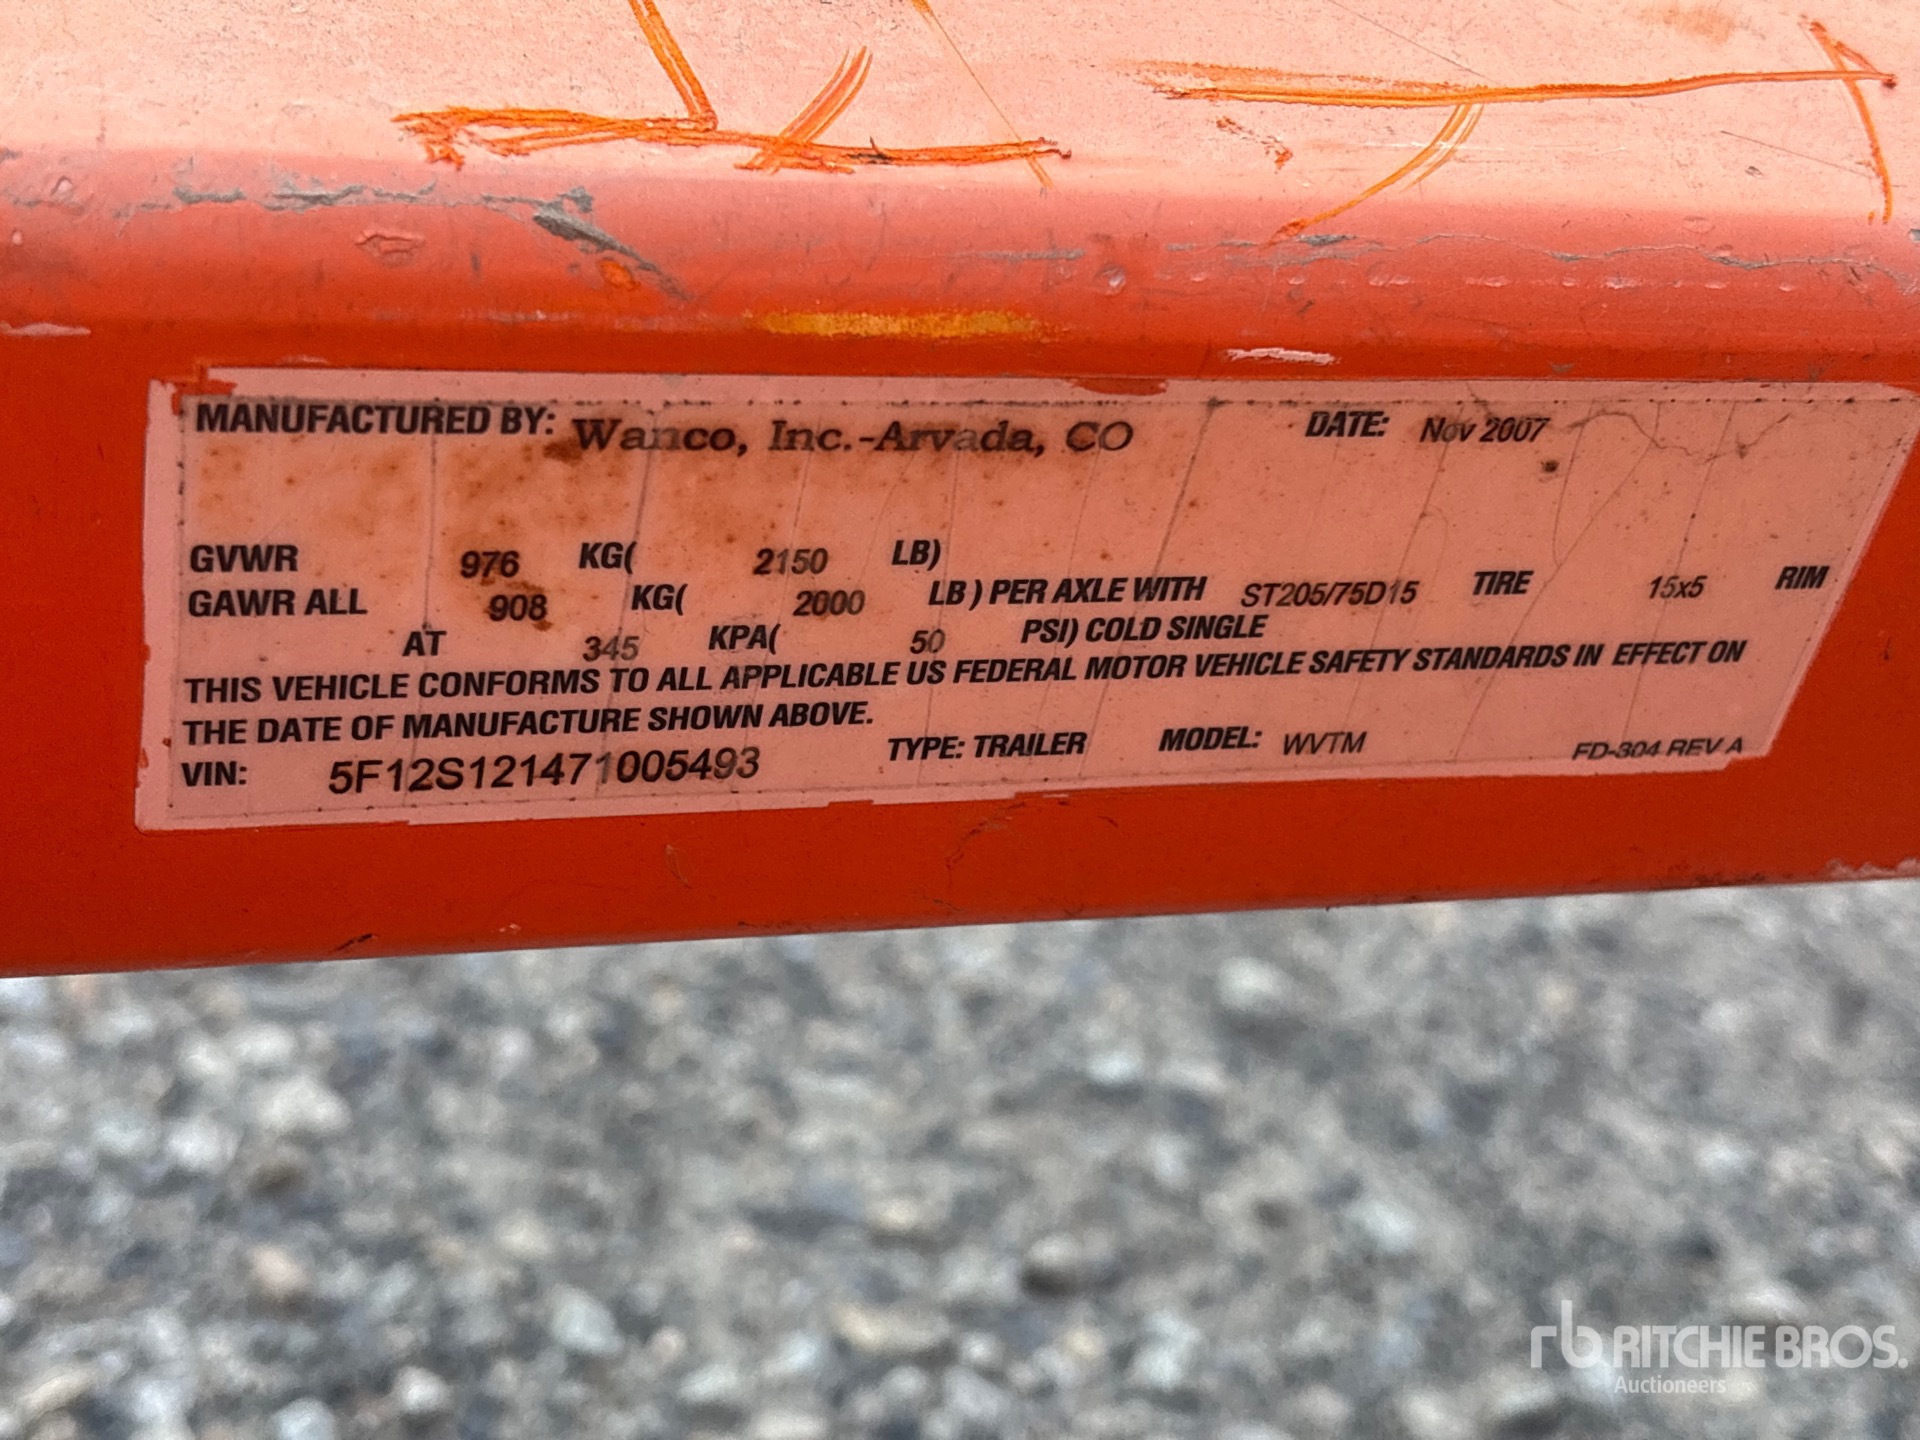 MANUFACTURED BY: Wanco, Inc.-Arvada, CO DATE: Nov 2007
GVWR 976 KG( 2150 LB)
GAWR ALL 908 KG( 2000 LB ) PER AXLE WITH ST205/75D15 TIRE 15x5 RIM
AT 345 KPA( 50 PSI) COLD SINGLE
THIS VEHICLE CONFORMS TO ALL APPLICABLE US FEDERAL MOTOR VEHICLE SAFETY STANDARDS IN EFFECT ON
THE DATE OF MANUFACTURE SHOWN ABOVE.
VIN: 5F12S121471005493 TYPE: TRAILER MODEL: WVTM FD-304 REV A
rb RITCHIE BROS.
Auctioneers